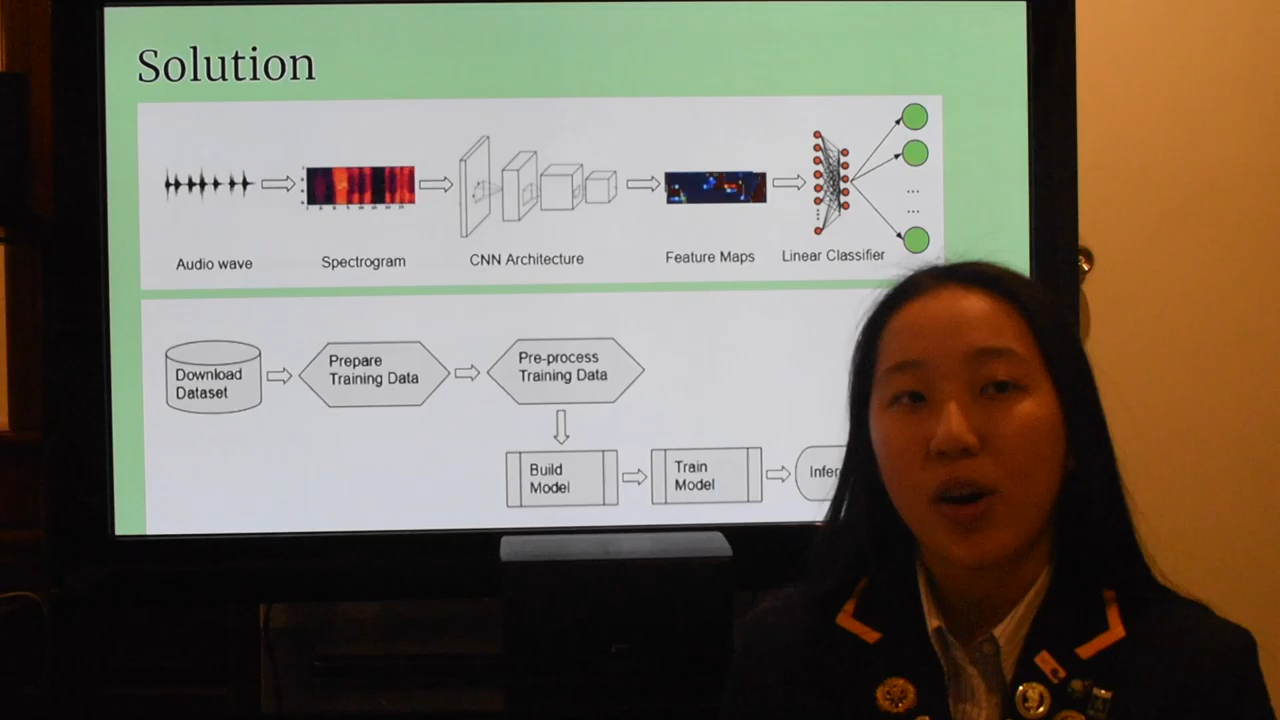 Solution
Audio wave
Spectrogram
CNN Architecture
Feature Maps
Linear Classifier
...
...
Download
Dataset
Prepare
Training Data
Pre-process
Training Data
Build
Model
Train
Model